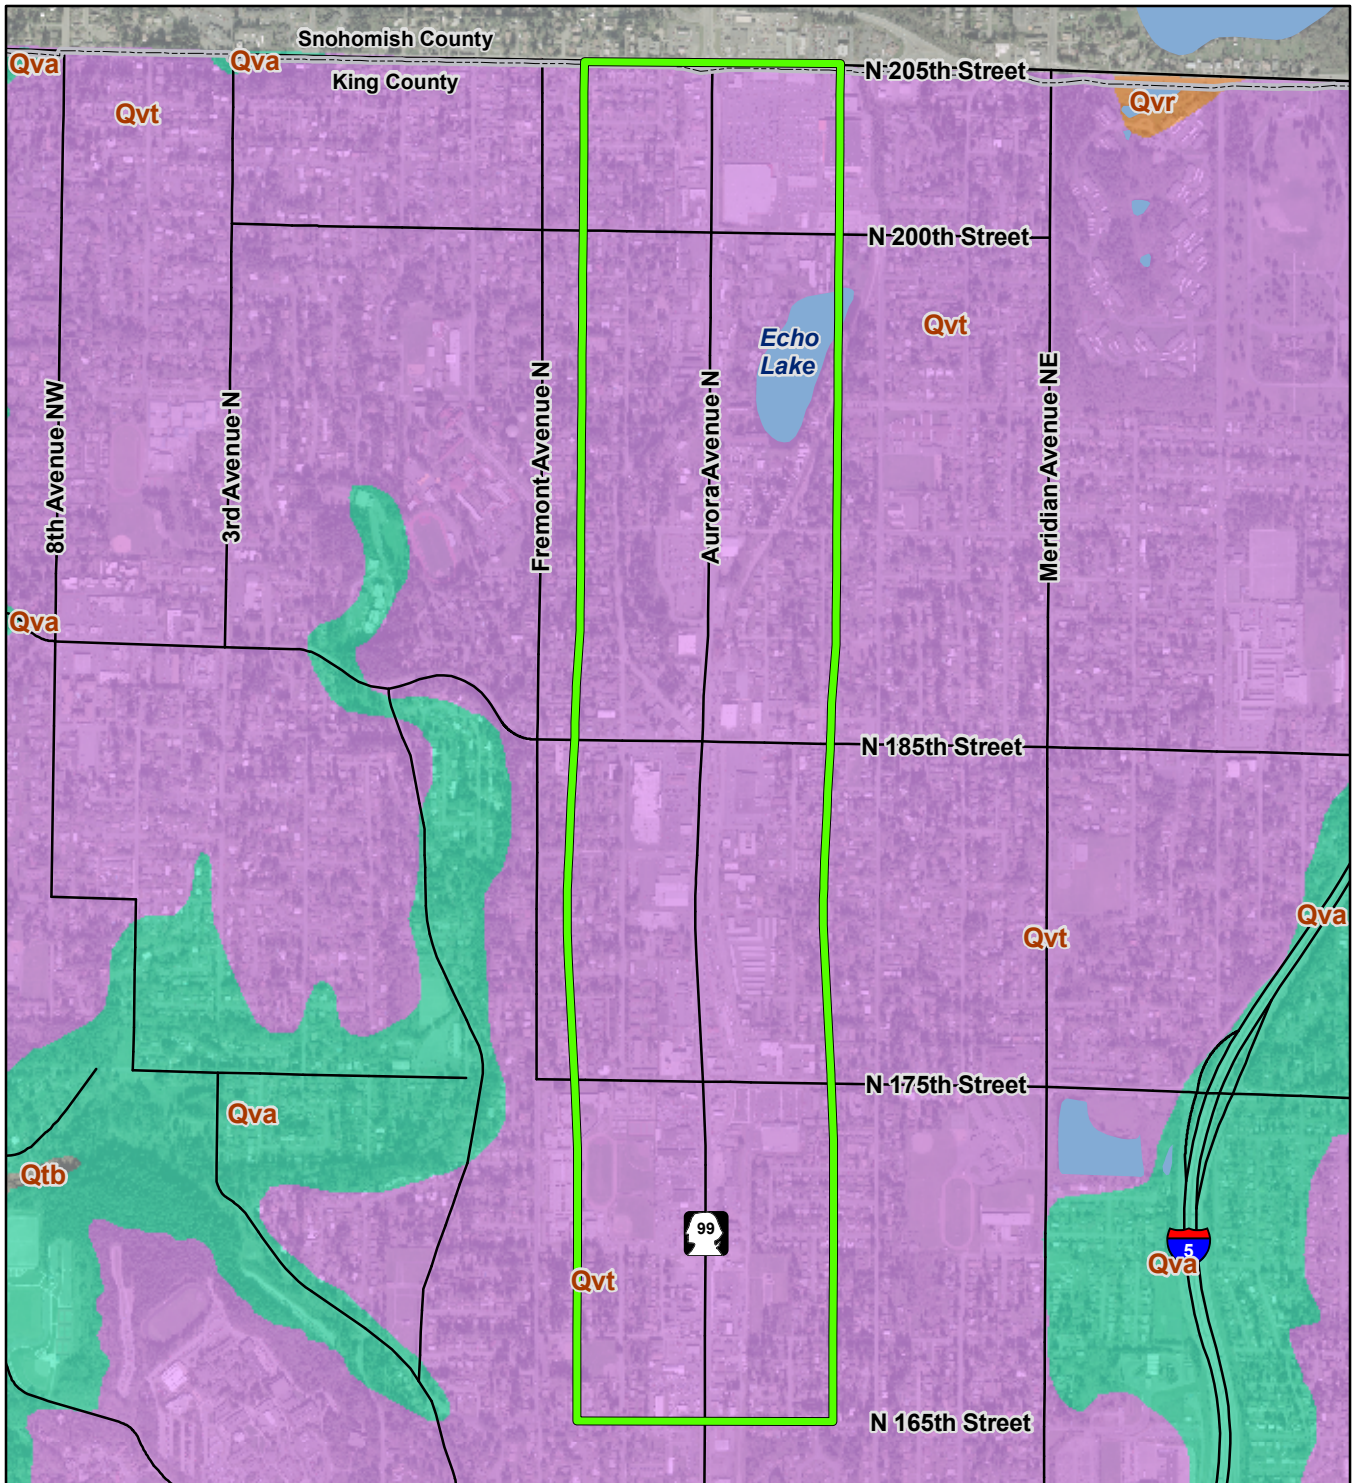 Snohomish County
Qva
Qva
N 205th Street
King County
Qvt
Qvr
N 200th Street
Qvt
Echo
Lake
8th Avenue NW
3rd Avenue N
Fremont Avenue N
Aurora Avenue N
Meridian Avenue NE
Qva
N 185th Street
Qva
Qvt
N 175th Street
Qva
Qtb
99
5
Qva
Qvt
N 165th Street